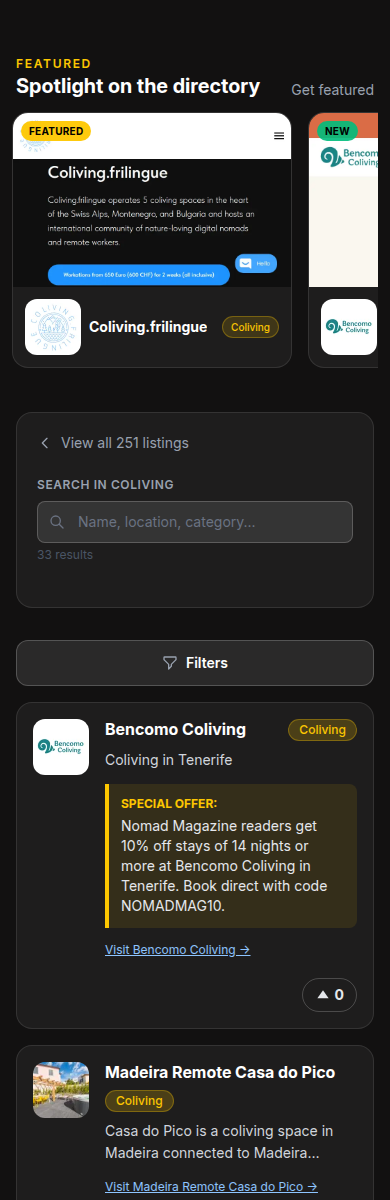 FEATURED
Spotlight on the directory
Get featured
FEATURED
Coliving.frilingue
Coliving.frilingue operates 5 coliving spaces in the heart
of the Swiss Alps, Montenegro, and Bulgaria and hosts an
international community of nature-loving digital nomads
and remote workers.
Hello
Workations from 650 Euro (600 CHF) for 2 weeks (all inclusive)
COLIVING FRILINGUE
Coliving.frilingue
Coliving
NEW
Bencomo
Coliving
Bencomo
Coliving
View all 251 listings
SEARCH IN COLIVING
Name, location, category...
33 results
Filters
Bencomo
Coliving
Bencomo Coliving
Coliving
Coliving in Tenerife
SPECIAL OFFER:
Nomad Magazine readers get
10% off stays of 14 nights or
more at Bencomo Coliving in
Tenerife. Book direct with code
NOMADMAG10.
Visit Bencomo Coliving →
▲ 0
Madeira Remote Casa do Pico
Coliving
Casa do Pico is a coliving space in
Madeira connected to Madeira...
Visit Madeira Remote Casa do Pico →